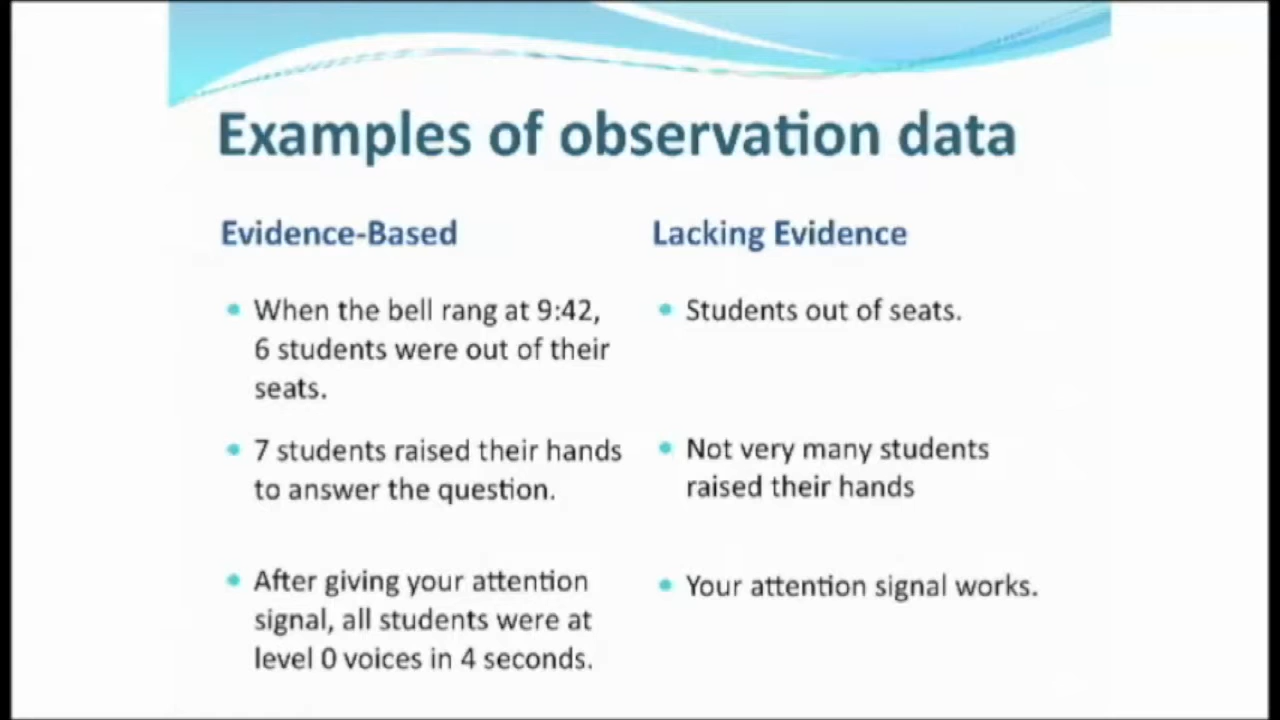 Examples of observation data
Evidence-Based
When the bell rang at 9:42,
6 students were out of their
seats.
7 students raised their hands
to answer the question.
After giving your attention
signal, all students were at
level 0 voices in 4 seconds.
Lacking Evidence
Students out of seats.
Not very many students
raised their hands
Your attention signal works.